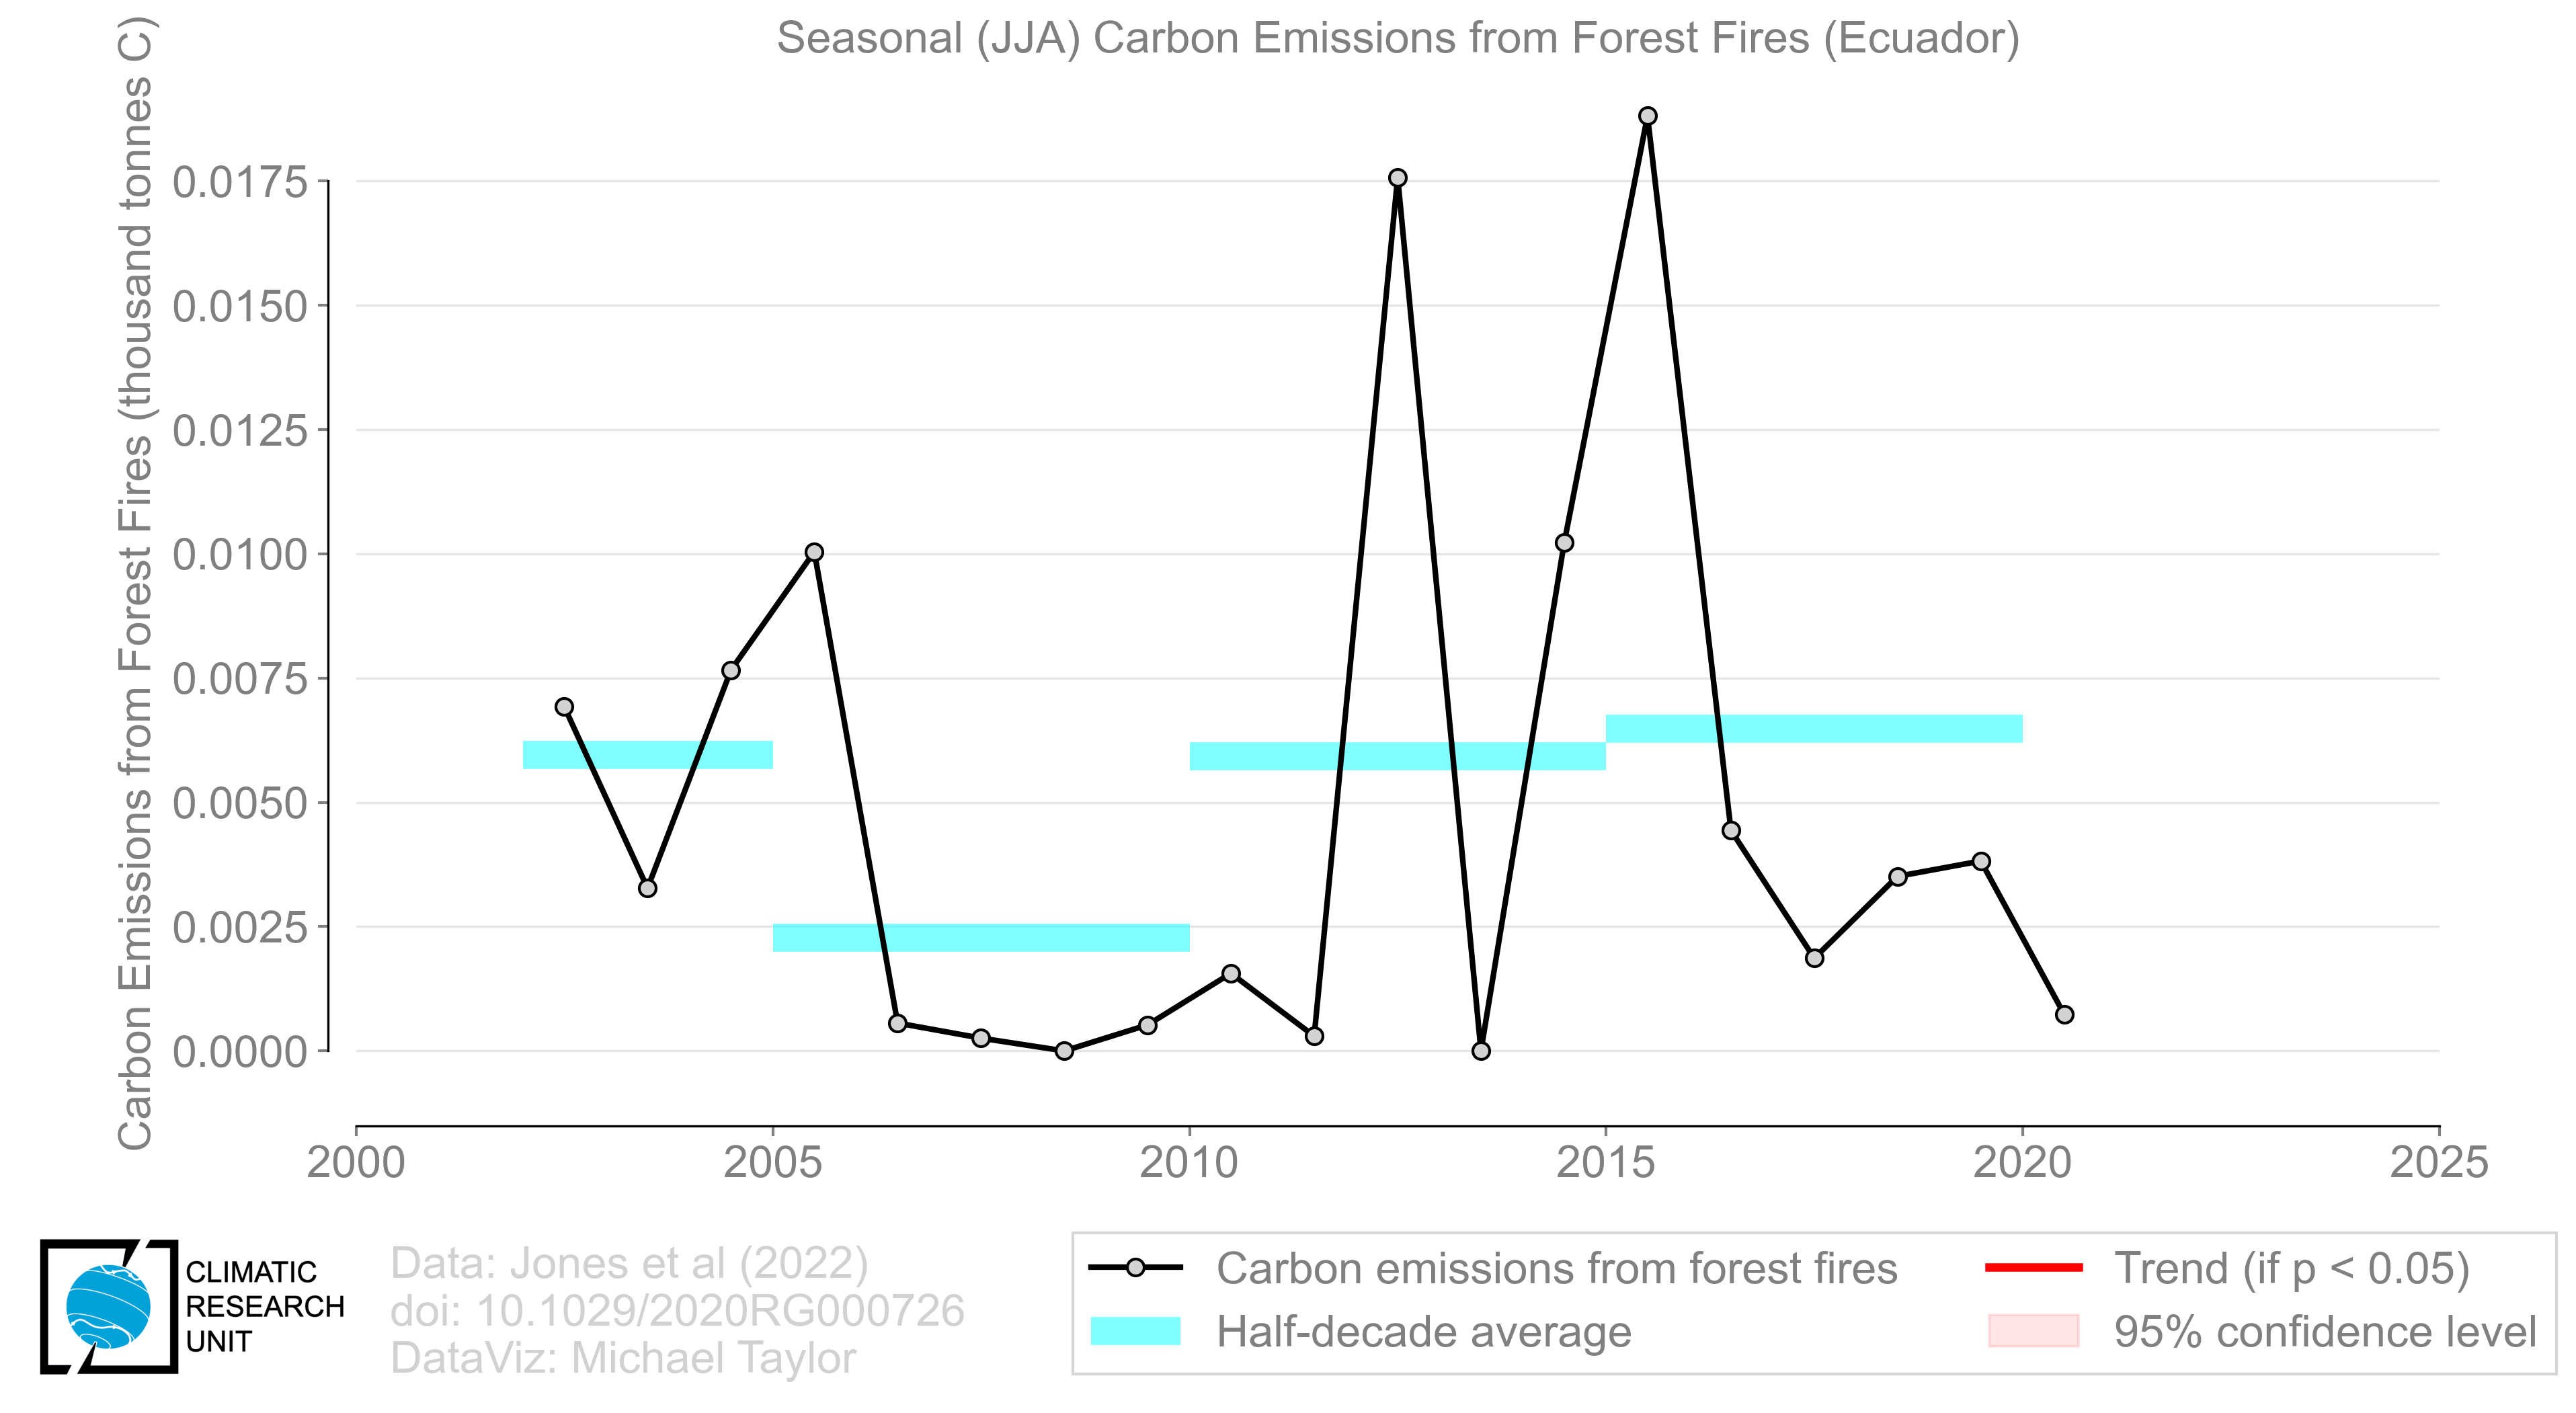 Seasonal (JJA) Carbon Emissions from Forest Fires (Ecuador)
Carbon Emissions from Forest Fires (thousand tonnes C)
0.0175
0.0150
0.0125
0.0100
0.0075
0.0050
0.0025
0.0000
2000 2005 2010 2015 2020 2025
CLIMATIC
RESEARCH
UNIT
Data: Jones et al (2022)
doi: 10.1029/2020RG000726
DataViz: Michael Taylor
Carbon emissions from forest fires
Half-decade average
Trend (if p < 0.05)
95% confidence level